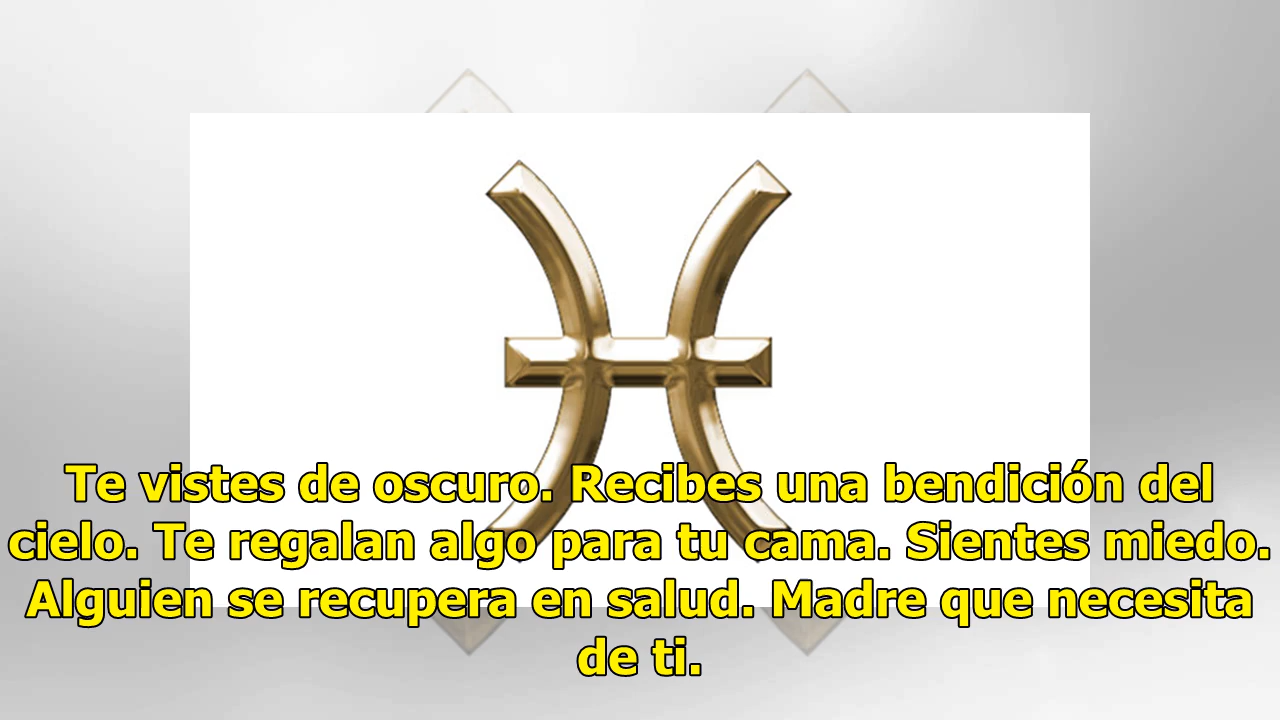 Te vistes de oscuro. Recibes una bendición del
cielo. Te regalan algo para tu cama. Sientes miedo.
Alguien se recupera en salud. Madre que necesita
de ti.